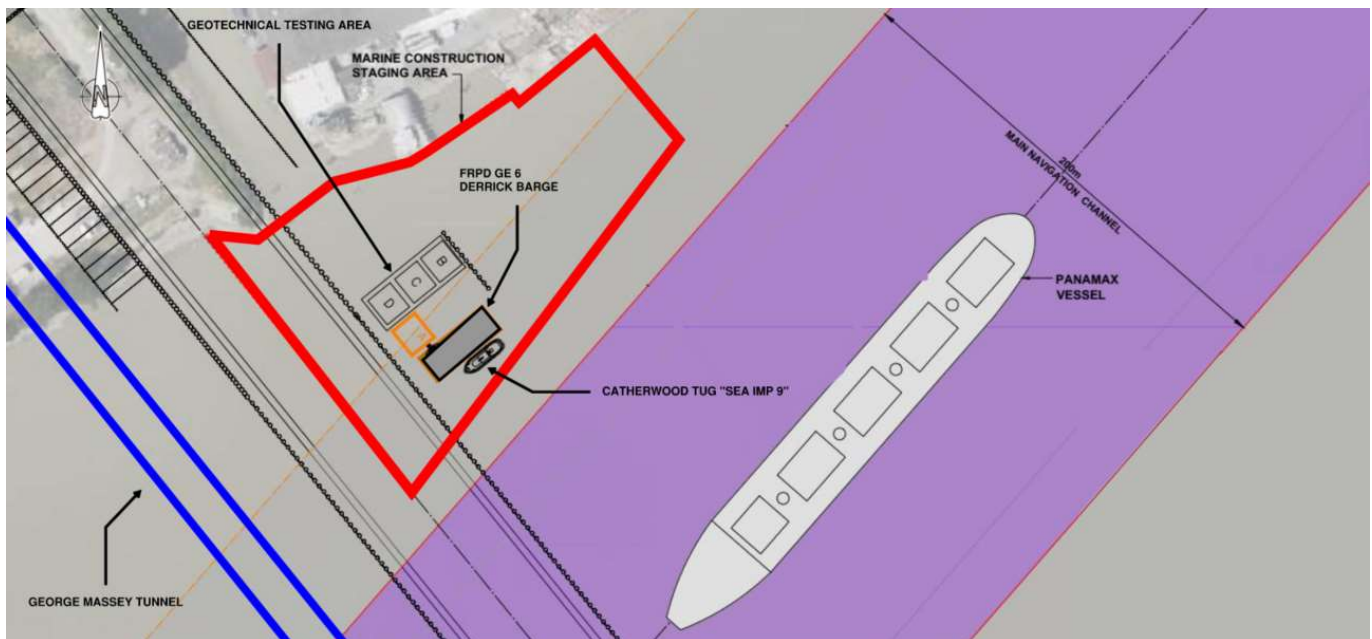 GEOTECHNICAL TESTING AREA
MARINE CONSTRUCTION
STAGING AREA
N
FRPD GE 6
DERRICK BARGE
B
C
D
A
200m
MAIN NAVIGATION CHANNEL
PANAMAX
VESSEL
CATHERWOOD TUG "SEA IMP 9"
GEORGE MASSEY TUNNEL